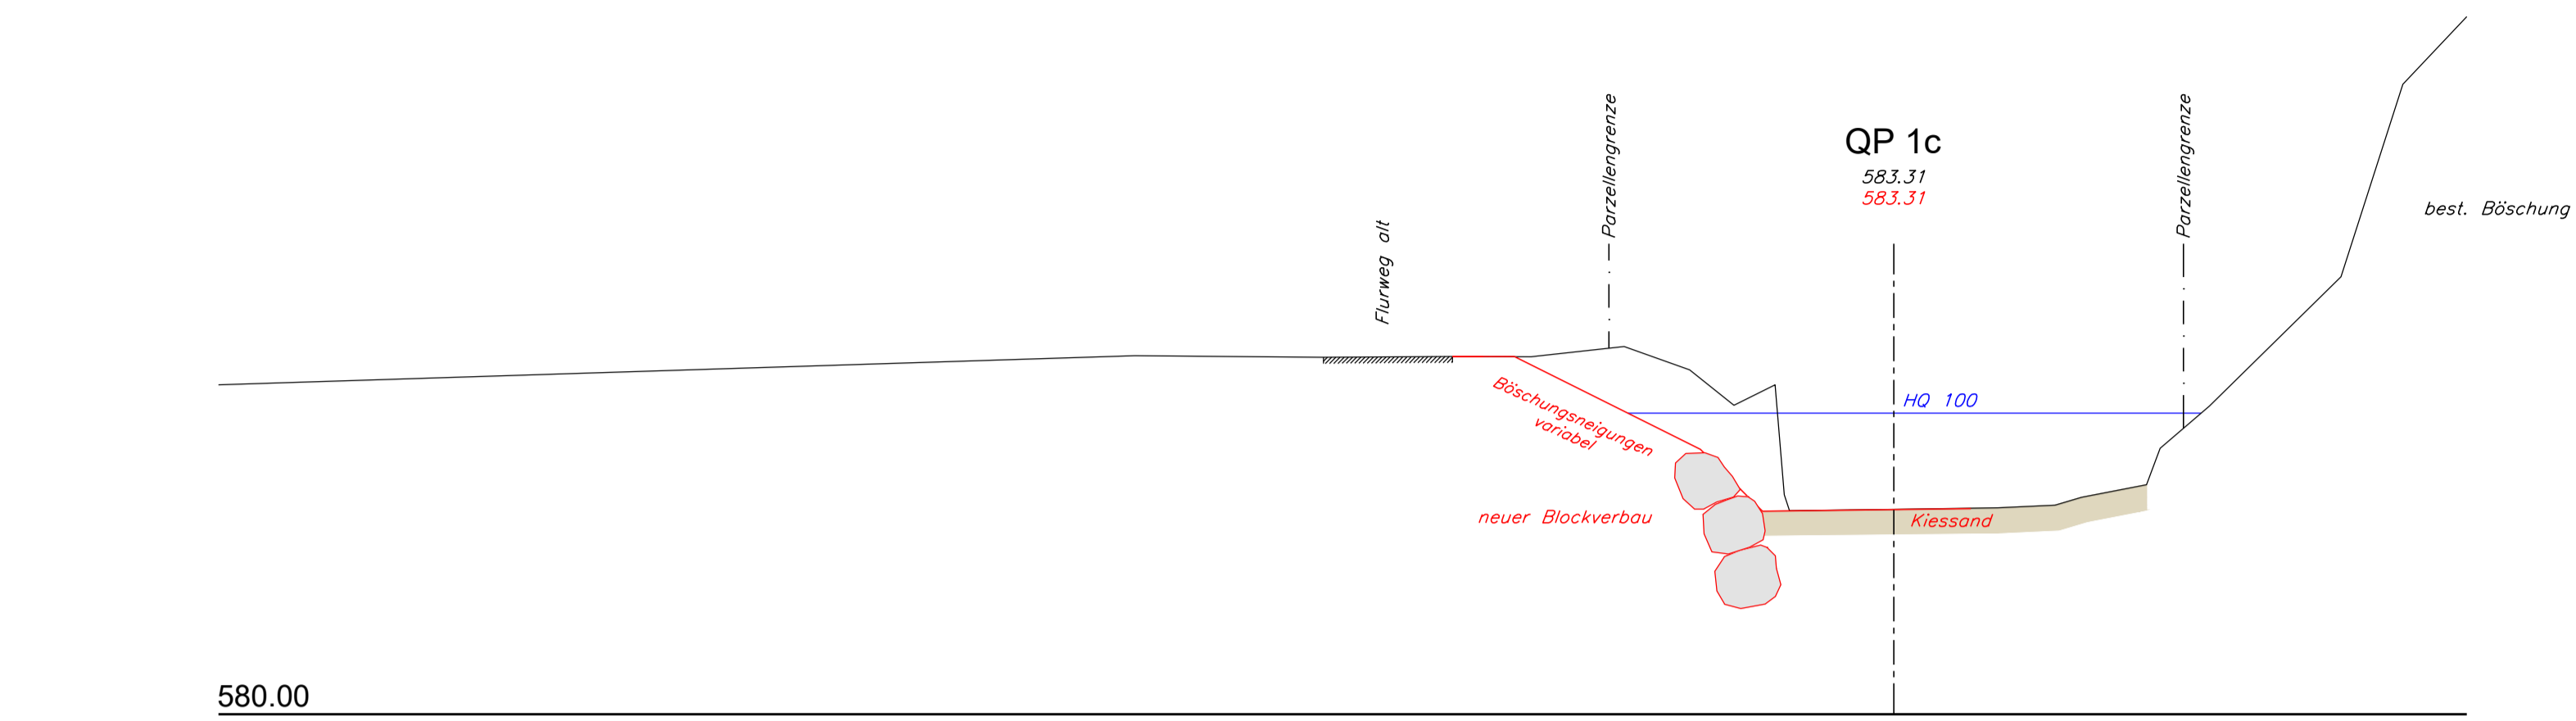 Flurweg alt
Parzellengrenze
QP 1c
583.31
583.31
Parzellengrenze
best. Böschung
HQ 100
Böschungsneigungen
variabel
neuer Blockverbau
Kiessand
580.00